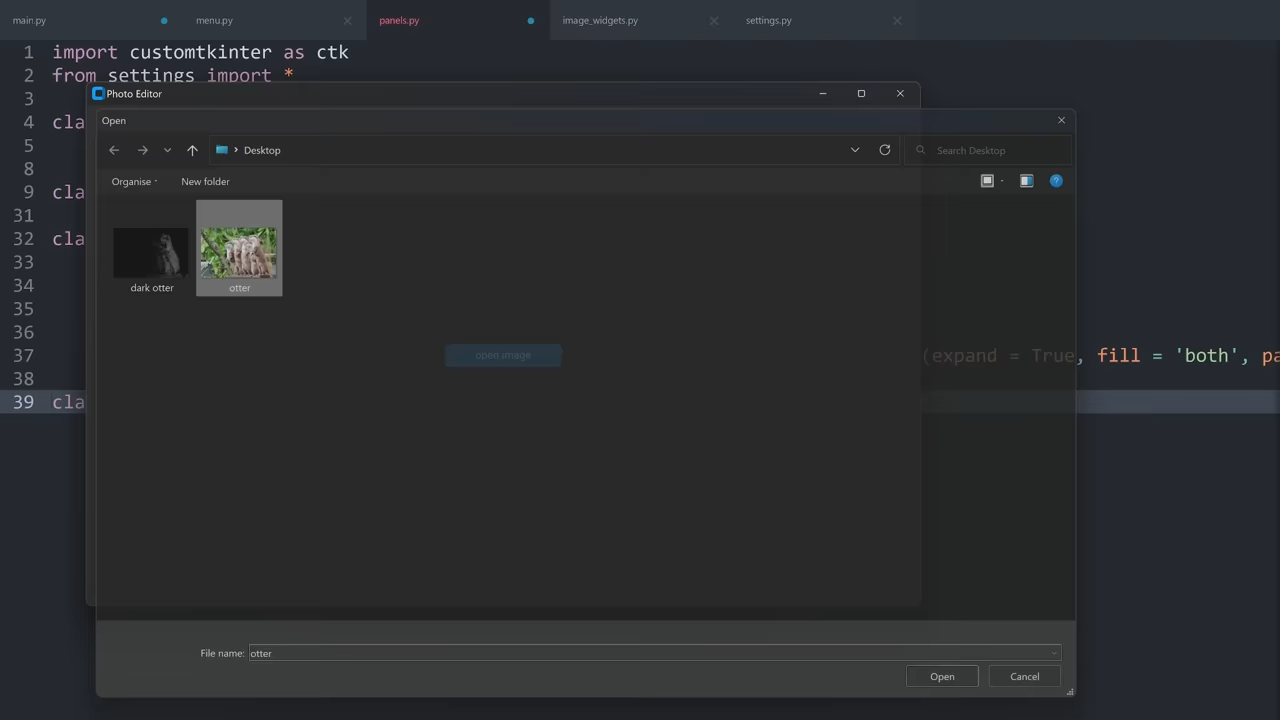 main.py menu.py panels.py image_widgets.py settings.py
1 import customtkinter as ctk
2 from settings import *
3
Photo Editor
4 cla
Open
5
Desktop
Search Desktop
8
Organise
New folder
9 cla
31
32 cla
33
34
dark otter
otter
35
36
37 (expand = True, fill = 'both', pa
open image
38
39 cla
File name: otter
Open Cancel